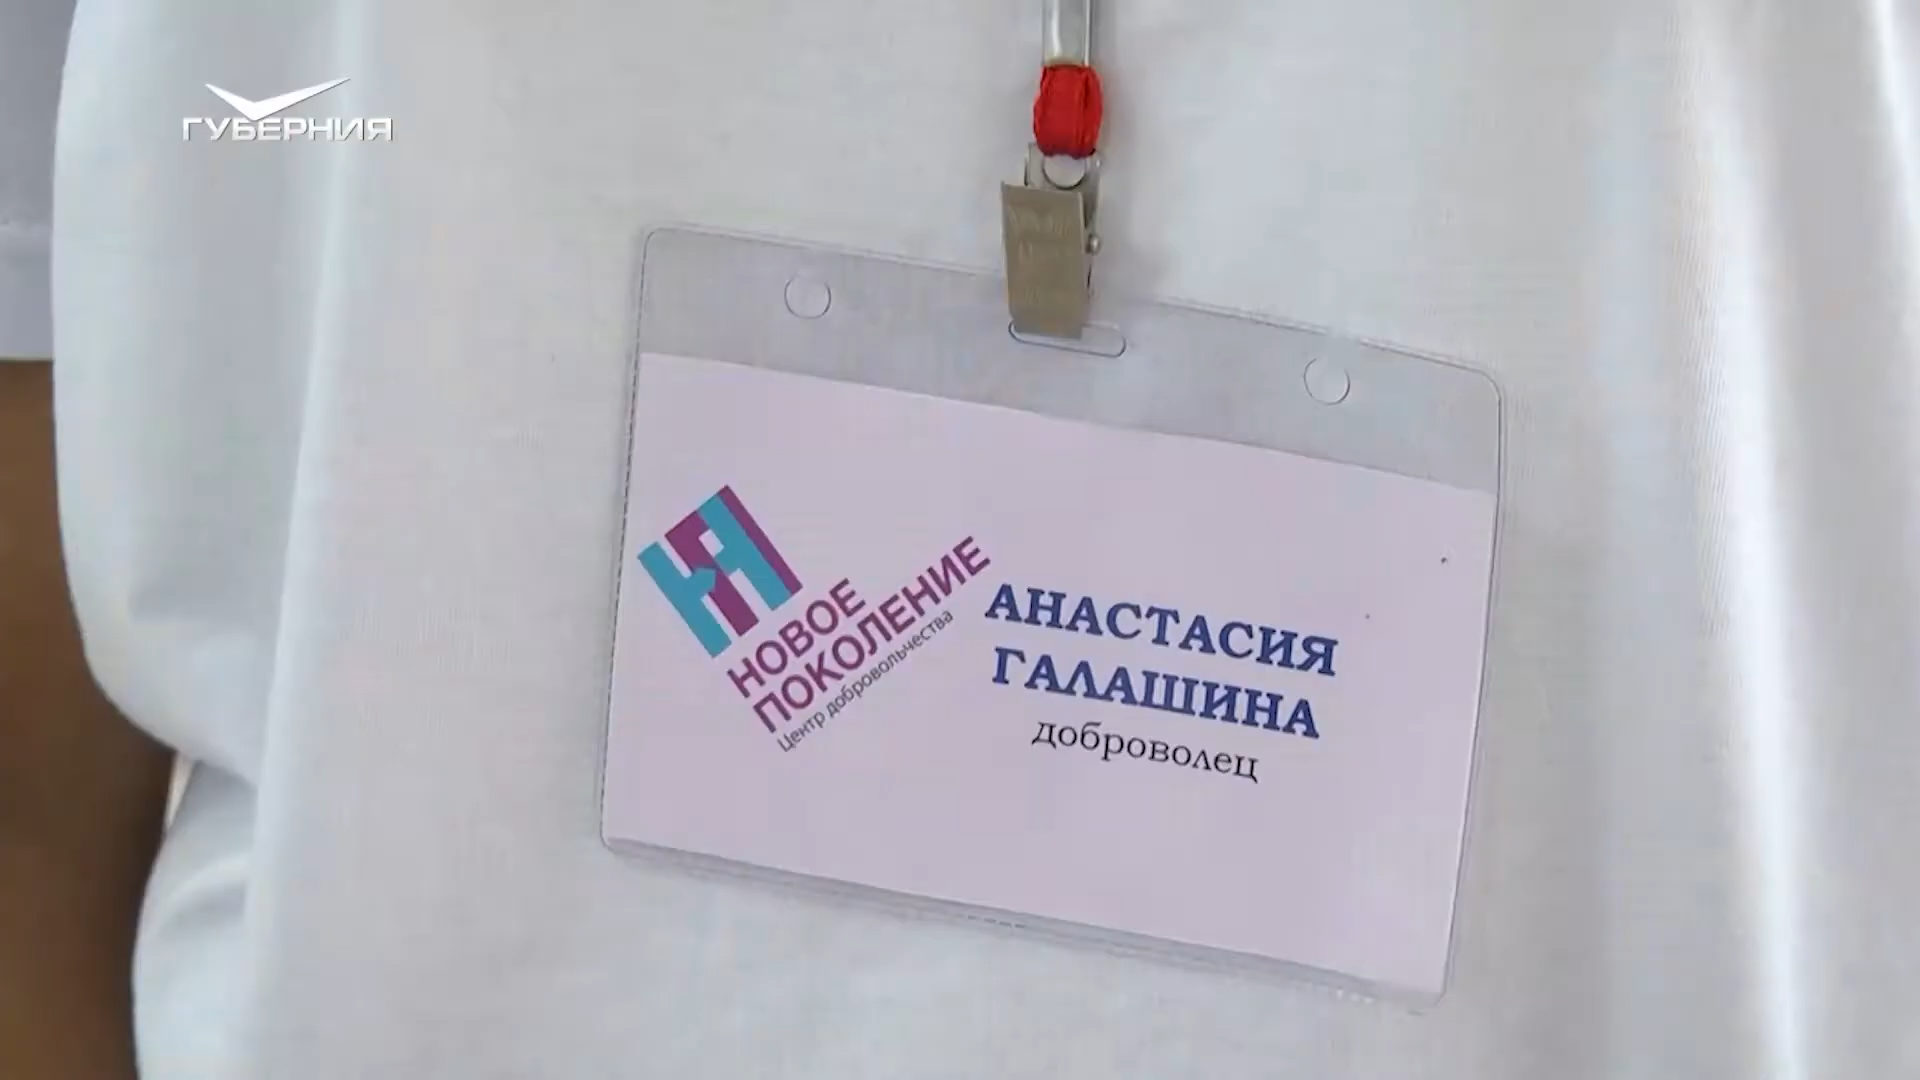 ГУБЕРНИЯ
НОВОЕ
ПОКОЛЕНИЕ
Центр добровольчества
АНАСТАСИЯ
ГАЛАШИНА
доброволец